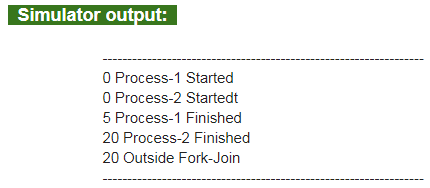 Simulator output:
--------------------------------------------------------------
0 Process-1 Started
0 Process-2 Startedt
5 Process-1 Finished
20 Process-2 Finished
20 Outside Fork-Join
--------------------------------------------------------------